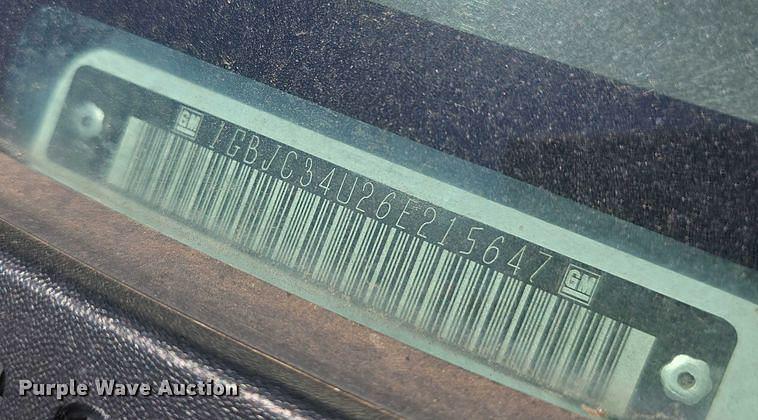 GM 1GBJC34U26E215647 GM
Purple Wave Auction